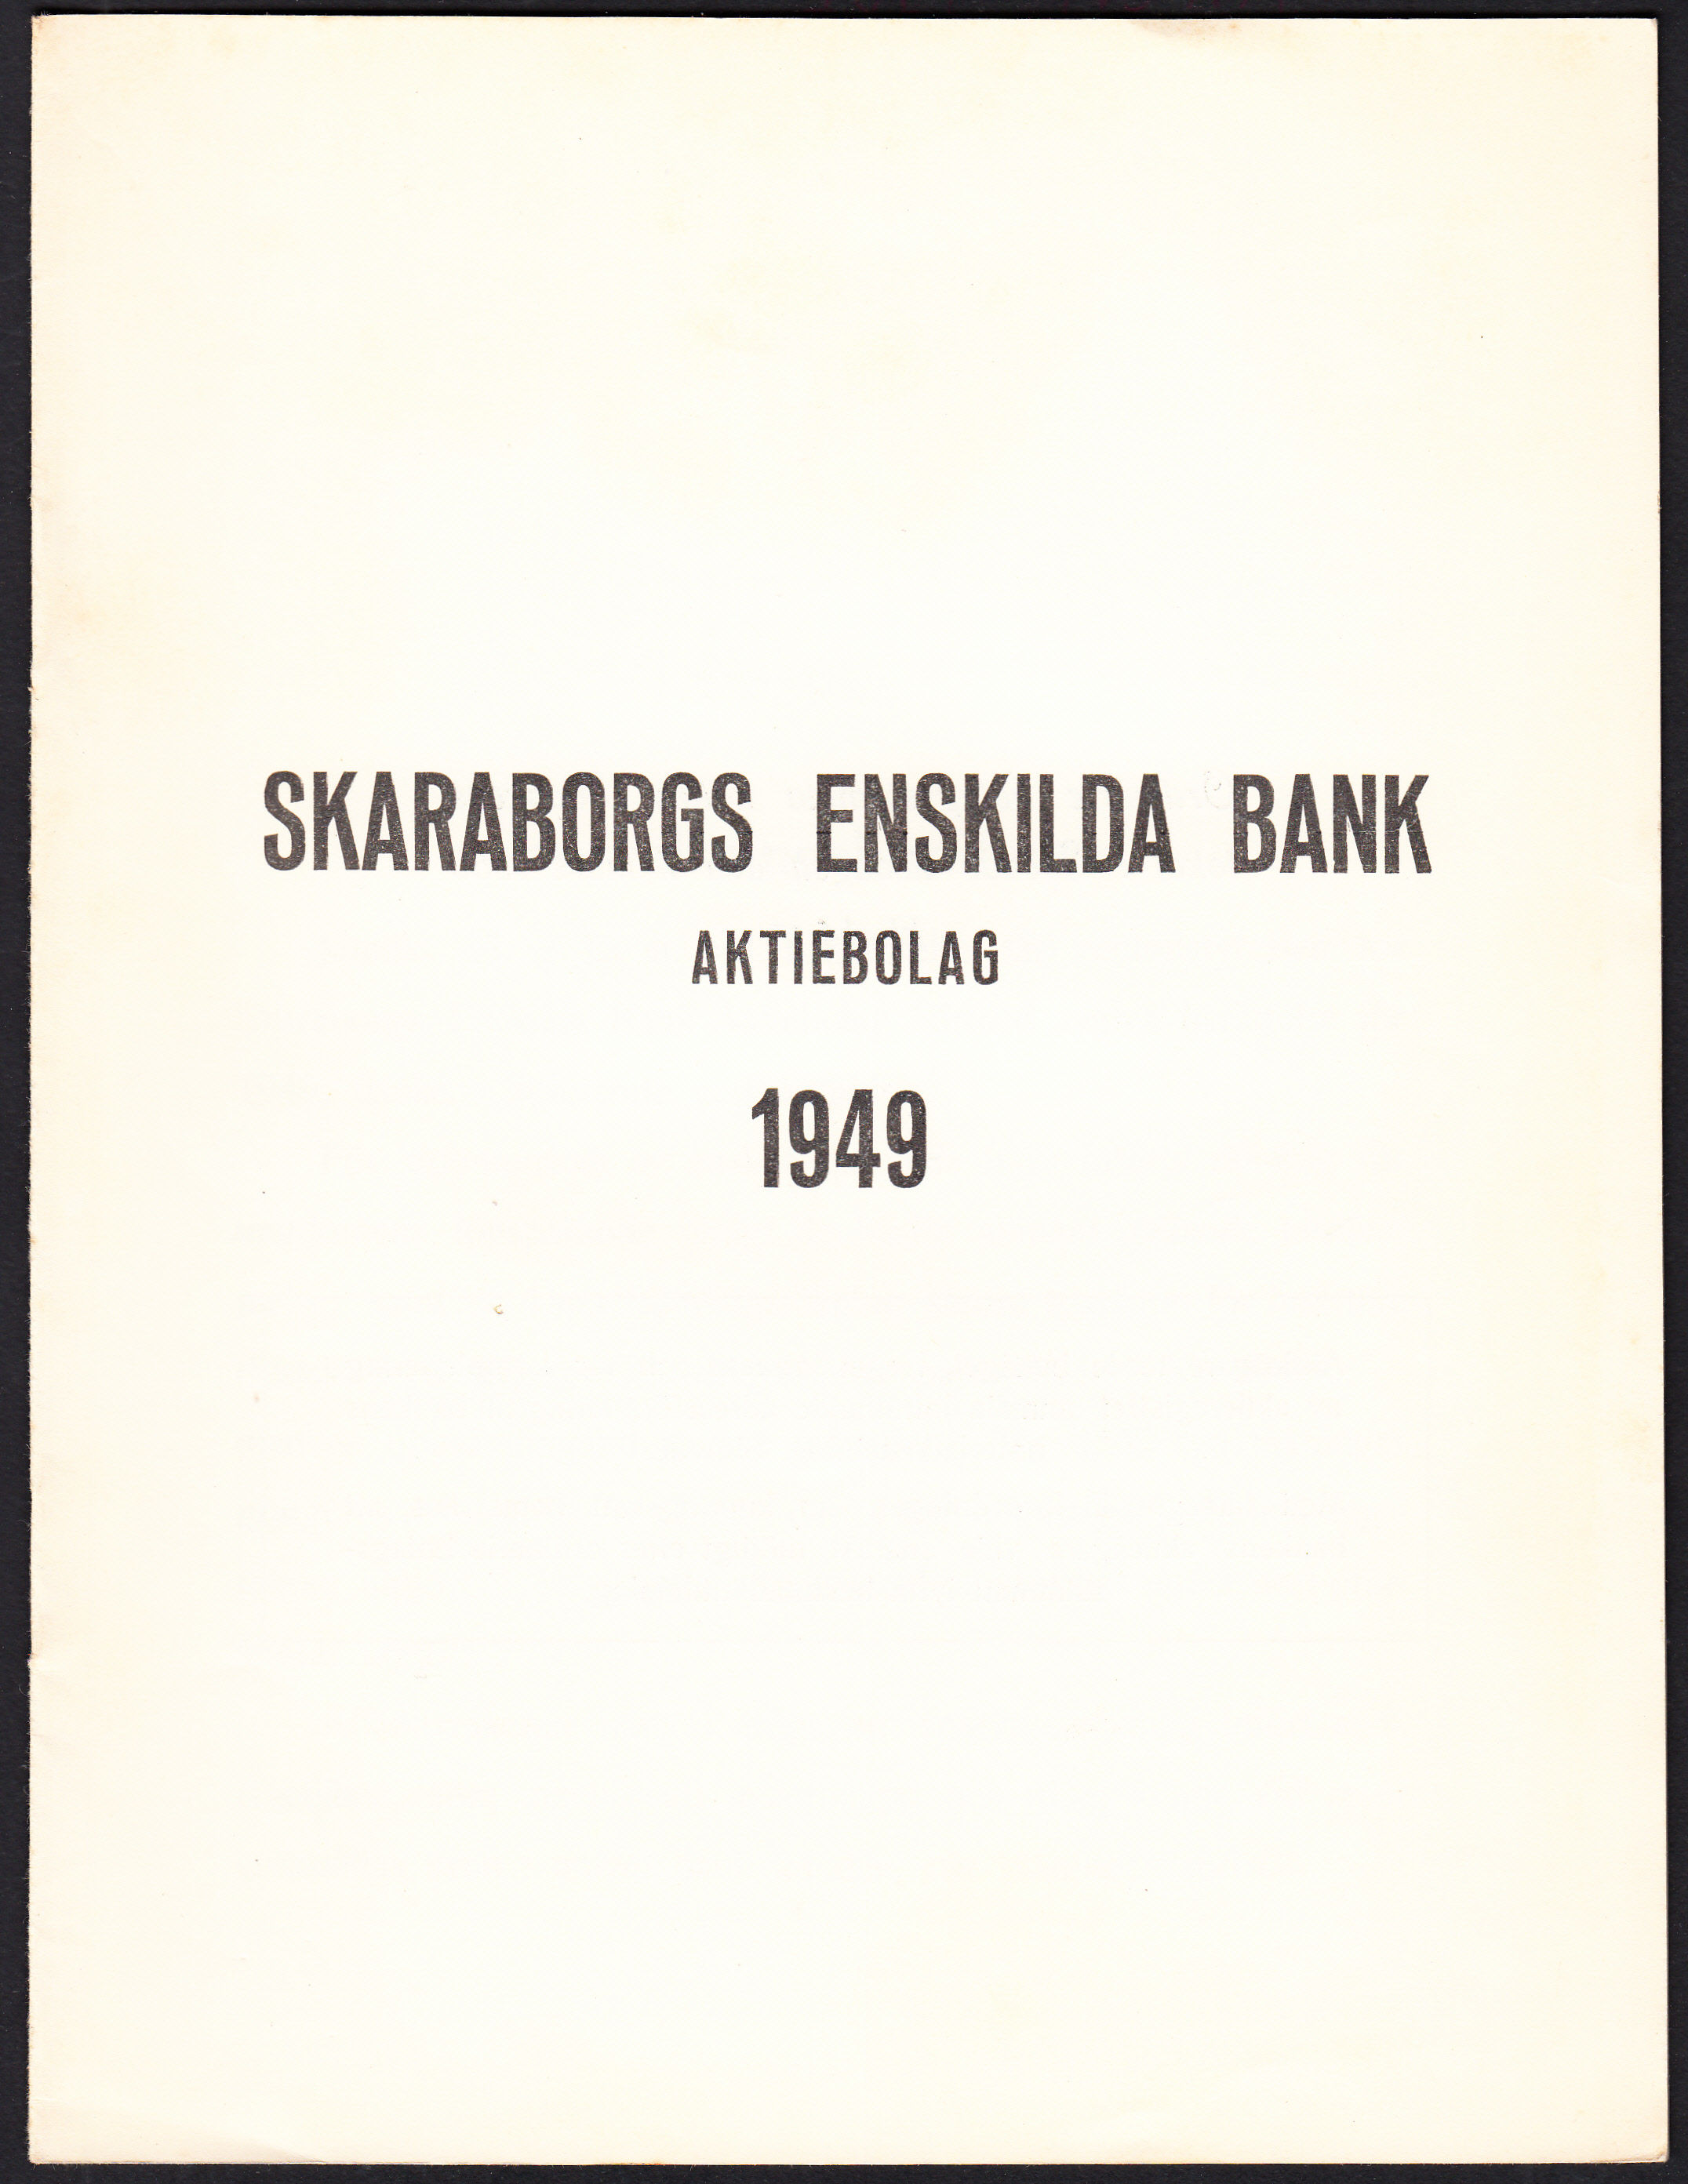 SKARABORGS ENSKILDA BANK
AKTIEBOLAG
1949